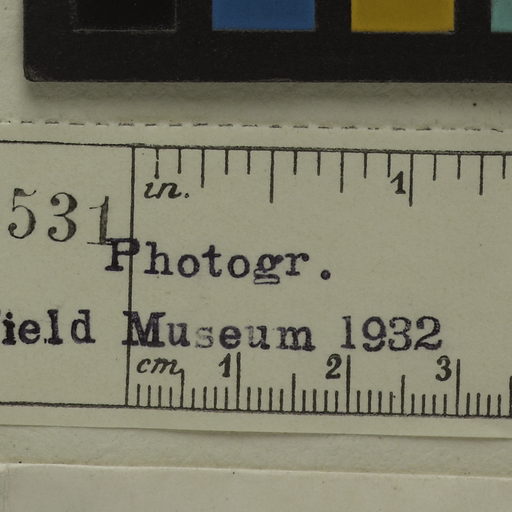 in. 1
531
Photogr.
ield Museum 1932
cm, 1 2 3